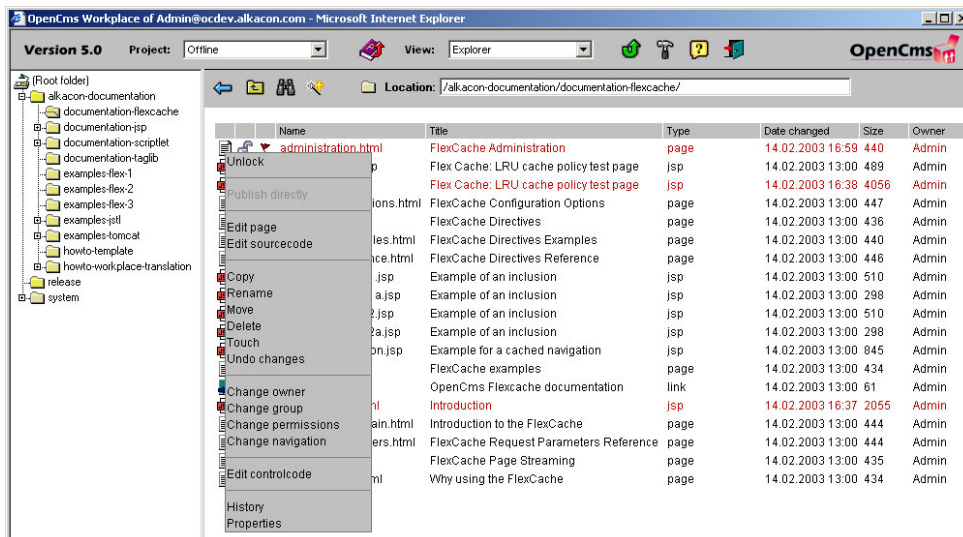 OpenCms Workplace of Admin@ocdev.alkacon.com - Microsoft Internet Explorer
Version 5.0 Project: Offline View: Explorer OpenCms
(Root folder)
alkacon-documentation
documentation-flexcache
documentation-jsp
documentation-scriptlet
documentation-taglib
examples-flex-1
examples-flex-2
examples-flex-3
examples-jstl
examples-tomcat
howto-template
howto-workplace-translation
release
system
Location: /alkacon-documentation/documentation-flexcache/
Name Title Type Date changed Size Owner
administration.html FlexCache Administration page 14.02.2003 16:59 440 Admin
p Flex Cache: LRU cache policy test page jsp 14.02.2003 13:00 489 Admin
Flex Cache: LRU cache policy test page jsp 14.02.2003 16:38 4056 Admin
ions.html FlexCache Configuration Options page 14.02.2003 13:00 447 Admin
FlexCache Directives page 14.02.2003 13:00 436 Admin
les.html FlexCache Directives Examples page 14.02.2003 13:00 440 Admin
nce.html FlexCache Directives Reference page 14.02.2003 13:00 446 Admin
.jsp Example of an inclusion jsp 14.02.2003 13:00 510 Admin
a.jsp Example of an inclusion jsp 14.02.2003 13:00 298 Admin
2.jsp Example of an inclusion jsp 14.02.2003 13:00 510 Admin
2a.jsp Example of an inclusion jsp 14.02.2003 13:00 298 Admin
on.jsp Example for a cached navigation jsp 14.02.2003 13:00 845 Admin
FlexCache examples page 14.02.2003 13:00 434 Admin
OpenCms Flexcache documentation link 14.02.2003 13:00 61 Admin
nl Introduction jsp 14.02.2003 16:37 2055 Admin
ain.html Introduction to the FlexCache page 14.02.2003 13:00 444 Admin
ers.html FlexCache Request Parameters Reference page 14.02.2003 13:00 444 Admin
FlexCache Page Streaming page 14.02.2003 13:00 435 Admin
ml Why using the FlexCache page 14.02.2003 13:00 434 Admin
Unlock
Publish directly
Edit page
Edit sourcecode
Copy
Rename
Move
Delete
Touch
Undo changes
Change owner
Change group
Change permissions
Change navigation
Edit controlcode
History
Properties